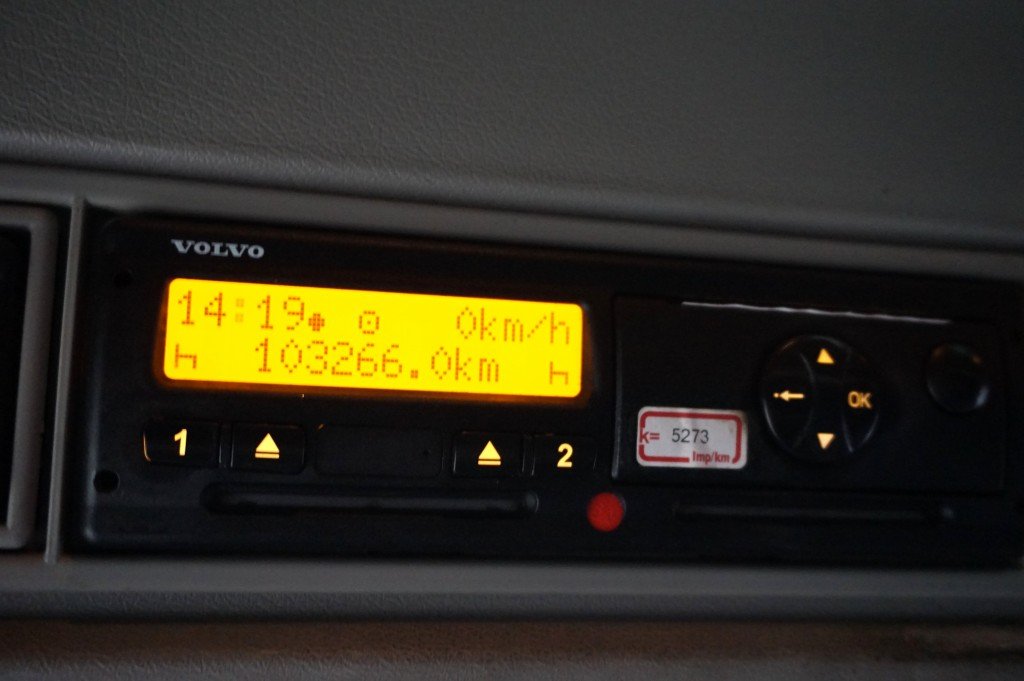 VOLVO
14:19 0km/h
103266.0km
1 2
OK
k= 5273
Imp/km